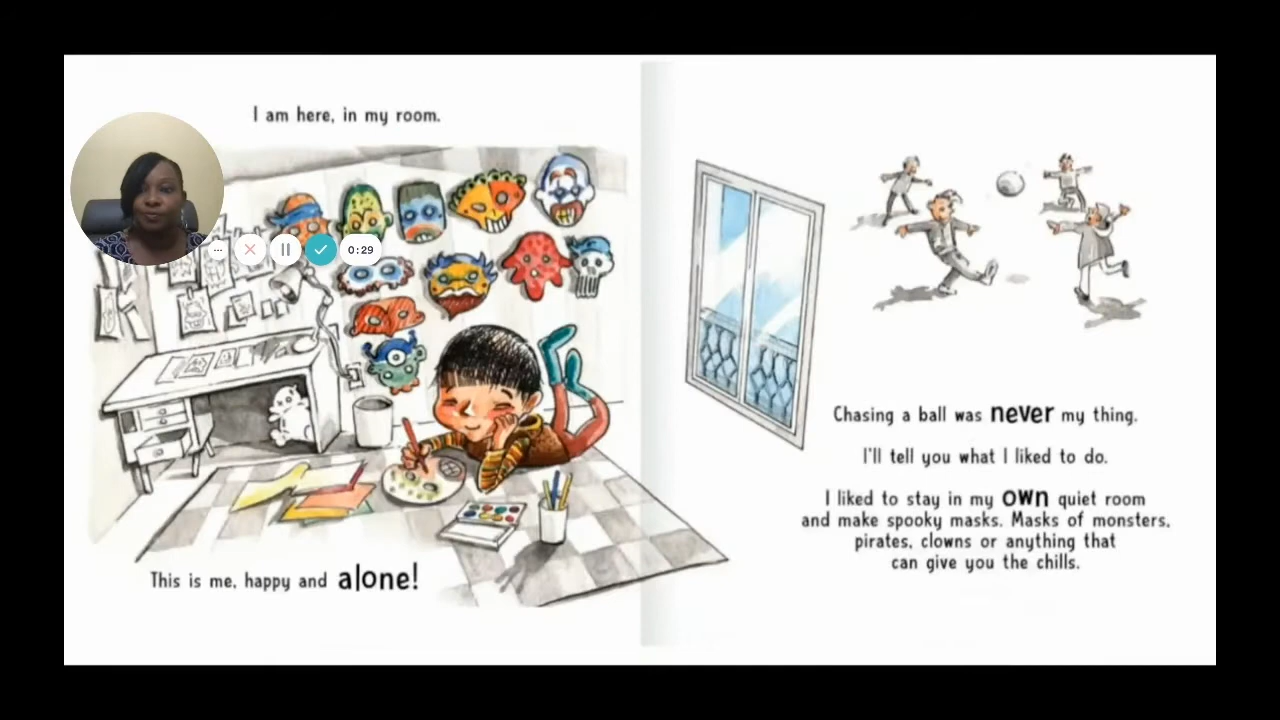 I am here, in my room.
0:29
This is me, happy and alone!
Chasing a ball was never my thing.
I'll tell you what I liked to do.
I liked to stay in my own quiet room
and make spooky masks. Masks of monsters,
pirates, clowns or anything that
can give you the chills.